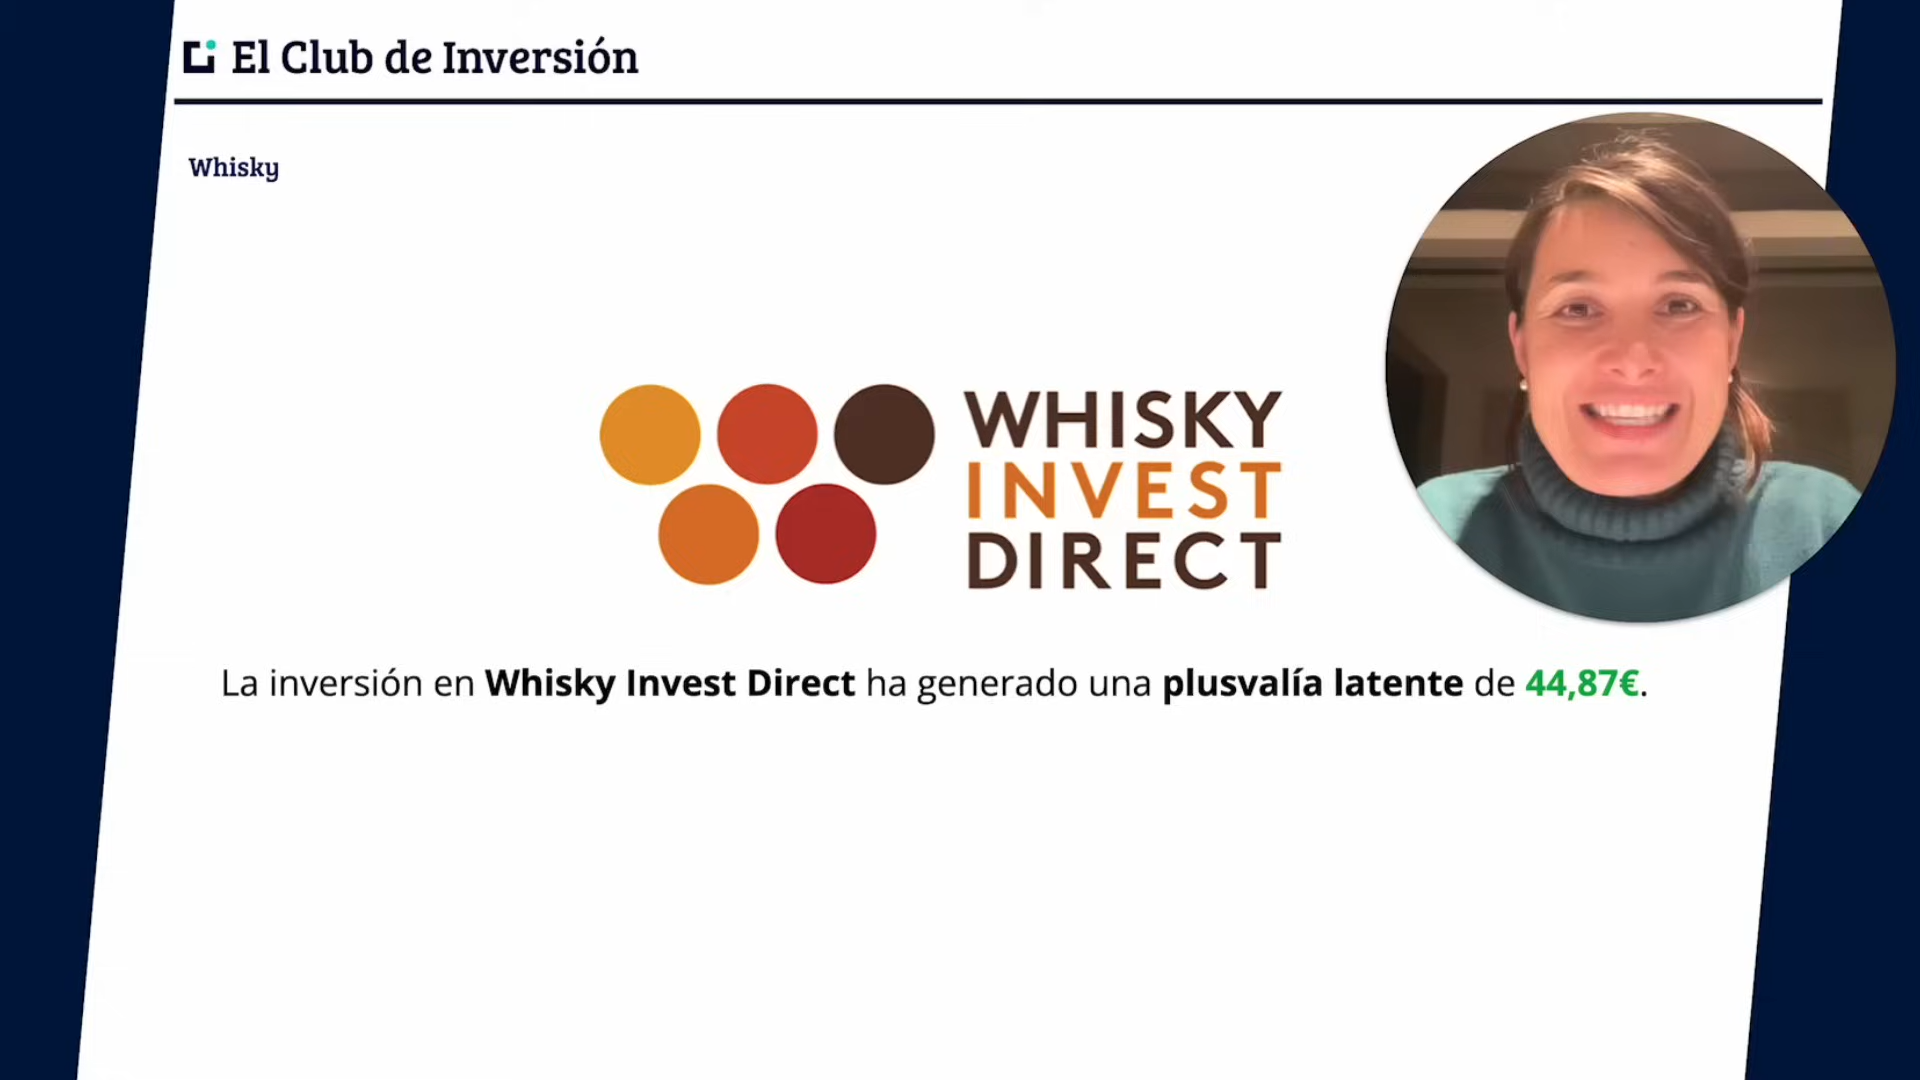 El Club de Inversión
Whisky
WHISKY
INVEST
DIRECT
La inversión en Whisky Invest Direct ha generado una plusvalía latente de 44,87€.